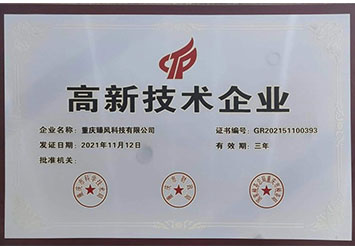 高新技术企业
企业名称：重庆臻风科技有限公司 证书编号：GR202151100393
发证日期：2021年11月12日 有 效 期：三年
批准机关：